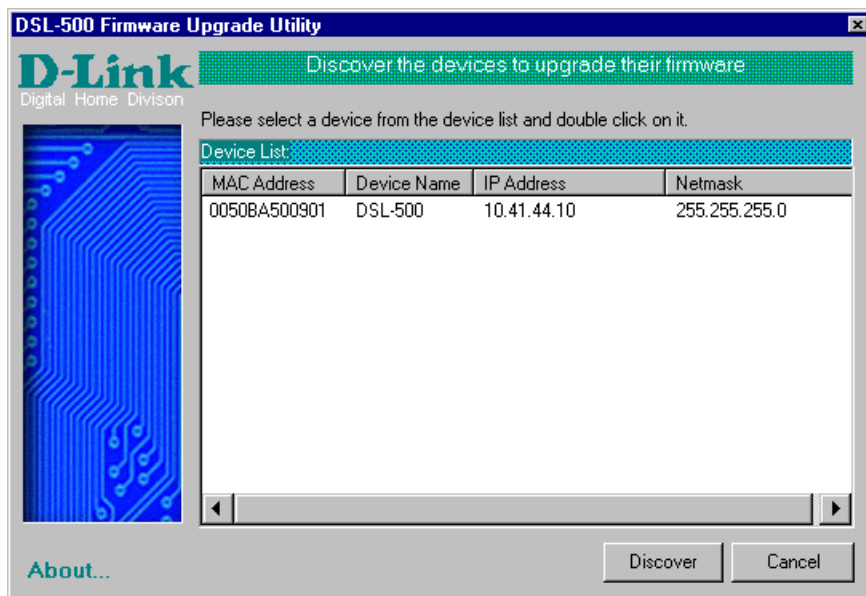 DSL-500 Firmware Upgrade Utility
D-Link
Digital Home Divison
Discover the devices to upgrade their firmware
Please select a device from the device list and double click on it.
Device List:
MAC Address Device Name IP Address Netmask
0050BA500901 DSL-500 10.41.44.10 255.255.255.0
About...
Discover Cancel